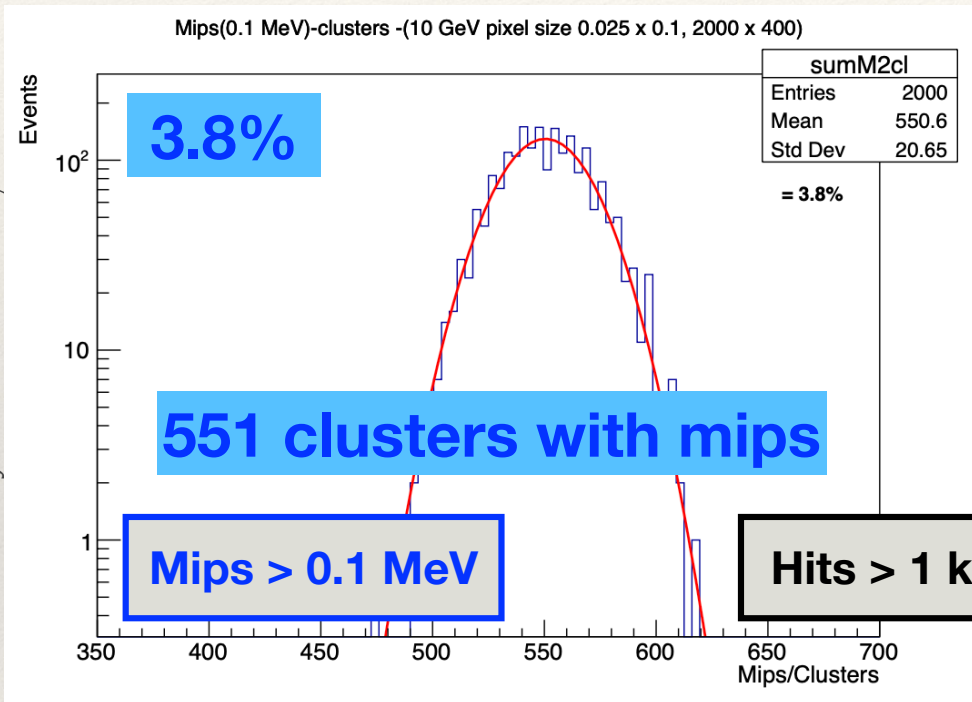 Mips(0.1 MeV)-clusters -(10 GeV pixel size 0.025 x 0.1, 2000 x 400)
sumM2cl
Entries 2000
Mean 550.6
Std Dev 20.65
= 3.8%
Events
3.8%
10²
10
1
551 clusters with mips
Mips > 0.1 MeV
Hits > 1 k
350 400 450 500 550 600 650 700
Mips/Clusters